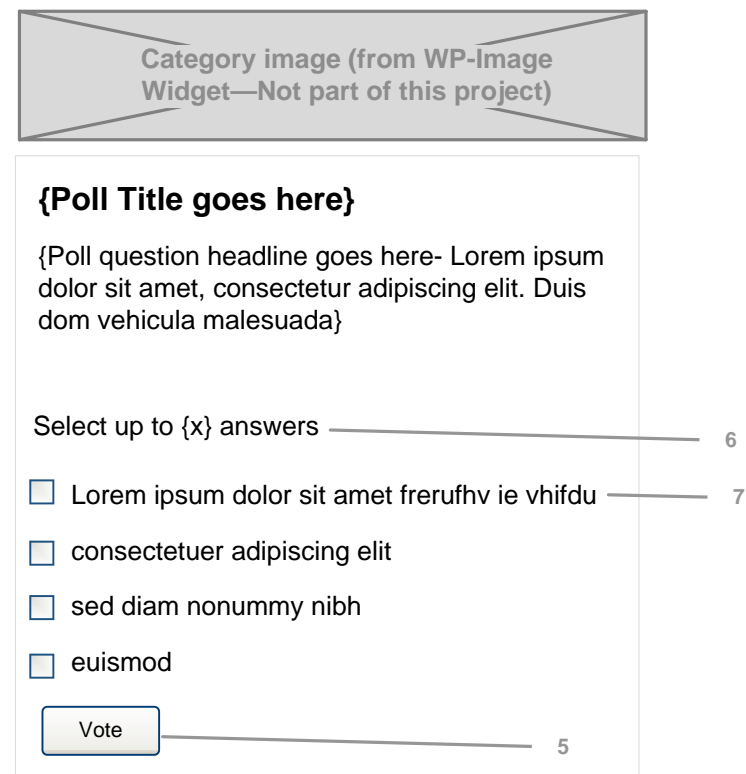 Category image (from WP-Image
Widget—Not part of this project)
{Poll Title goes here}
{Poll question headline goes here- Lorem ipsum
dolor sit amet, consectetur adipiscing elit. Duis
dom vehicula malesuada}
Select up to {x} answers
6
Lorem ipsum dolor sit amet frerufhv ie vhifdu
7
consectetuer adipiscing elit
sed diam nonummy nibh
euismod
Vote
5